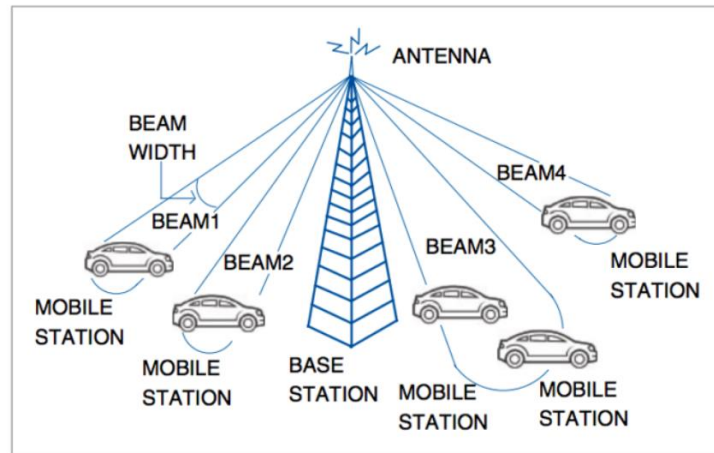 ANTENNA
BEAM
WIDTH
BEAM1
BEAM2
BEAM3
BEAM4
MOBILE
STATION
MOBILE
STATION
BASE
STATION
MOBILE
STATION
MOBILE
STATION
MOBILE
STATION